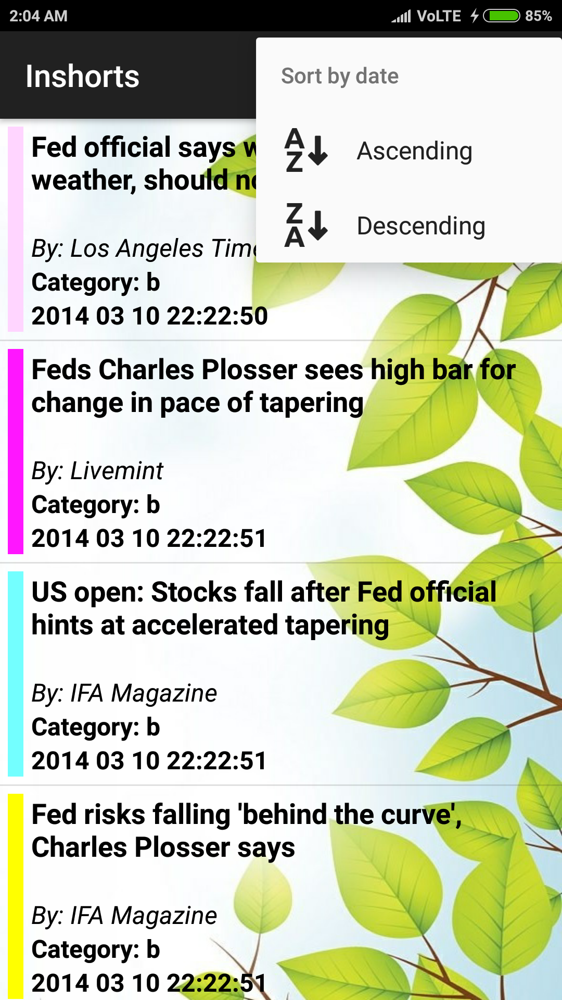 2:04 AM VoLTE 85%
Inshorts
Sort by date
Ascending
Descending
Fed official says
weather, should
By: Los Angeles
Category: b
2014 03 10 22:22:50
Feds Charles Plosser sees high bar for
change in pace of tapering
By: Livemint
Category: b
2014 03 10 22:22:51
US open: Stocks fall after Fed official
hints at accelerated tapering
By: IFA Magazine
Category: b
2014 03 10 22:22:51
Fed risks falling 'behind the curve',
Charles Plosser says
By: IFA Magazine
Category: b
2014 03 10 22:22:51